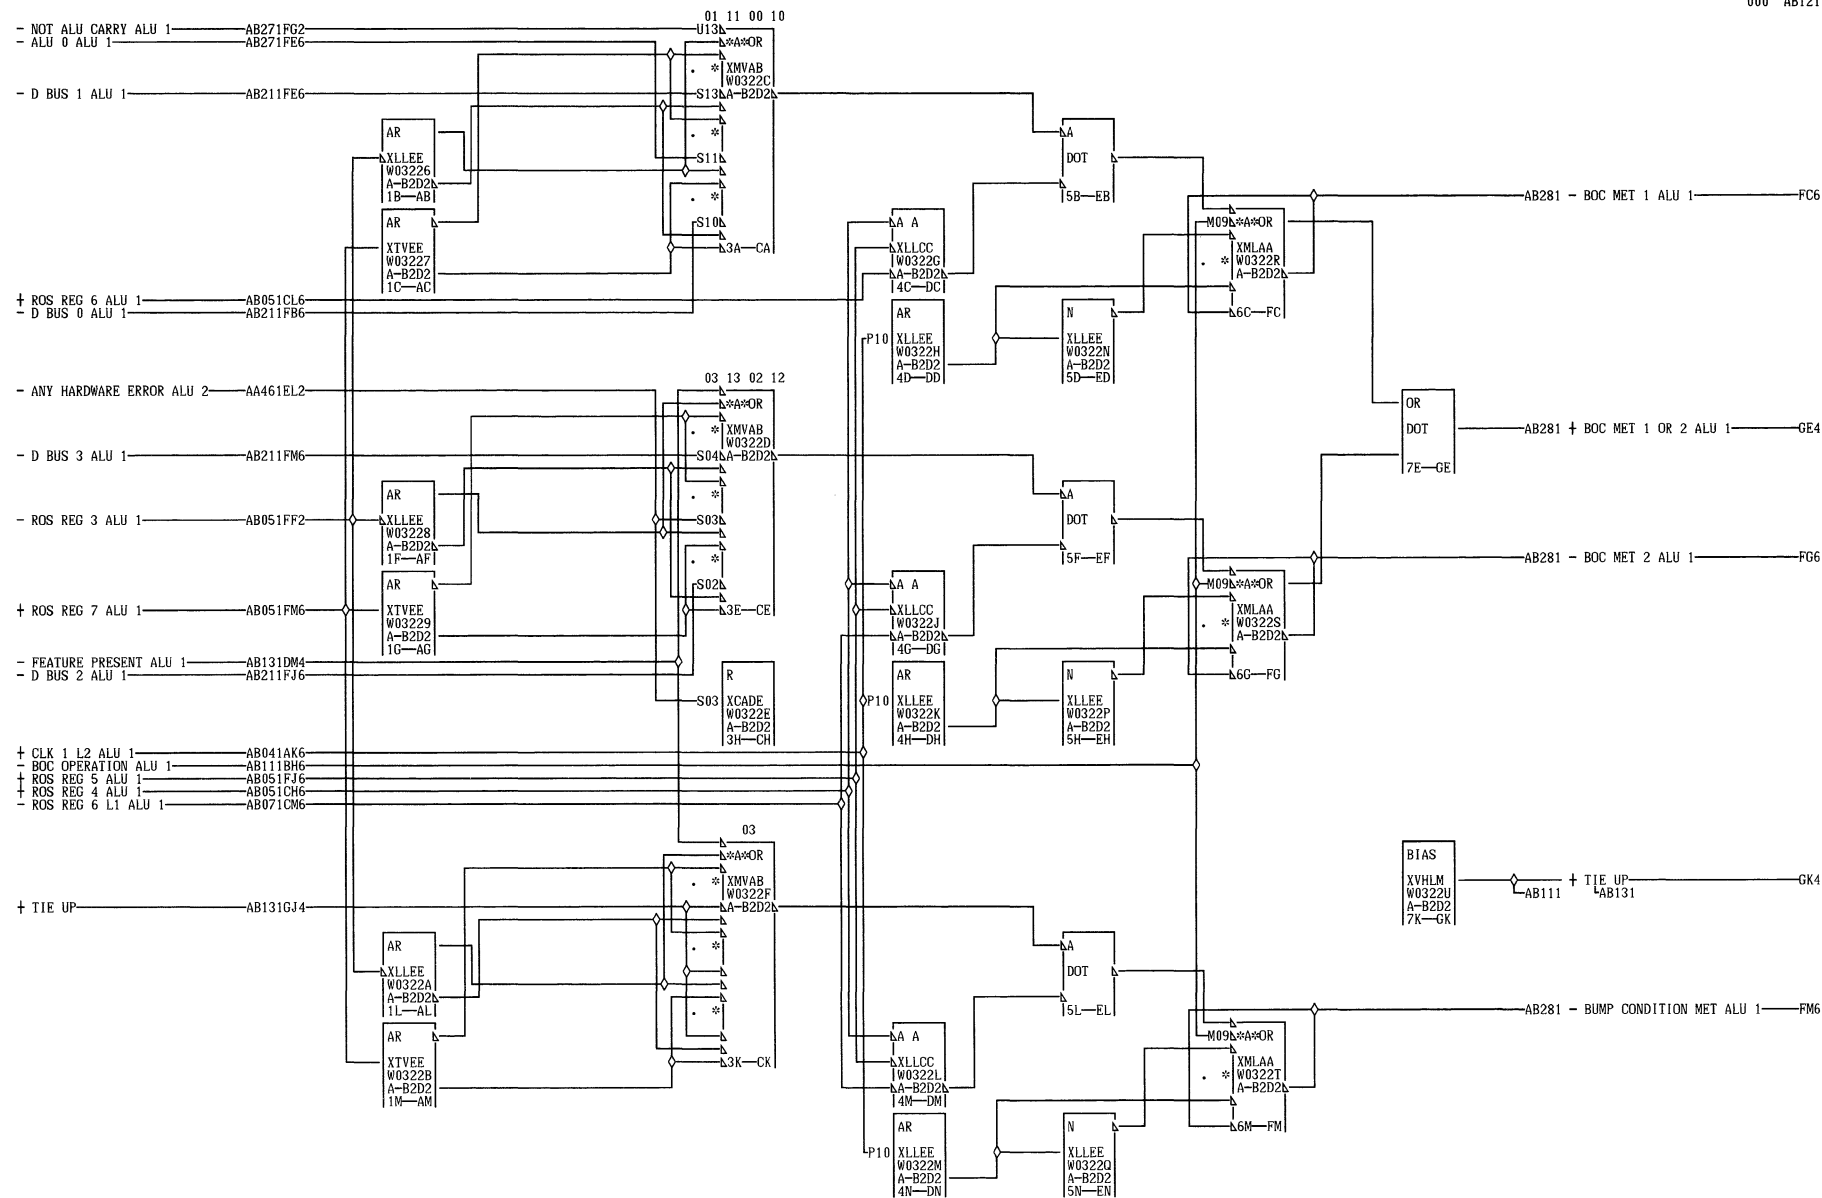 000 AB121
01 11 00 10
- NOT ALU CARRY ALU 1 AB271FG2 U13
- ALU 0 ALU 1 AB271FE6 *A*OR
. * XMVAB
W0322C
- D BUS 1 ALU 1 AB211FE6 S13 A-B2D2
AR . * A
XLLEE S11 DOT
W03226
A-B2D2
1B—AB . * 5B—EB
AB281 - BOC MET 1 ALU 1 FC6
AR S10 A A M09 *A*OR
XTVEE 3A—CA XLLCC XMLAA
W03227 W0322G . * W0322R
A-B2D2 A-B2D2 A-B2D2
1C—AC 4C—DC
+ ROS REG 6 ALU 1 AB051CL6
- D BUS 0 ALU 1 AB211FB6 AR N 6C—FC
P10 XLLEE XLLEE
W0322H W0322N
A-B2D2 A-B2D2
4D—DD 5D—ED
03 13 02 12
- ANY HARDWARE ERROR ALU 2 AA461EL2
*A*OR OR
. * XMVAB DOT AB281 + BOC MET 1 OR 2 ALU 1 GE4
W0322D
- D BUS 3 ALU 1 AB211FM6 S04 A-B2D2
7E—GE
AR . * A
- ROS REG 3 ALU 1 AB051FF2 XLLEE S03 DOT
W03228
A-B2D2
1F—AF . * 5F—EF AB281 - BOC MET 2 ALU 1 FG6
AR S02 A A M09 *A*OR
+ ROS REG 7 ALU 1 AB051FM6 XTVEE 3E—CE XLLCC XMLAA
W03229 W0322J . * W0322S
A-B2D2 A-B2D2 A-B2D2
1G—AG 4G—DG
- FEATURE PRESENT ALU 1 AB131DM4
- D BUS 2 ALU 1 AB211FJ6 R AR N 6G—FG
S03 XCADE P10 XLLEE XLLEE
W0322E W0322K W0322P
A-B2D2 A-B2D2 A-B2D2
3H—CH 4H—DH 5H—EH
+ CLK 1 L2 ALU 1 AB041AK6
- BOC OPERATION ALU 1 AB111BH6
+ ROS REG 5 ALU 1 AB051FJ6
+ ROS REG 4 ALU 1 AB051CH6
- ROS REG 6 L1 ALU 1 AB071CM6
03
*A*OR BIAS
. * XMVAB XVHLM + TIE UP GK4
W0322F W0322U AB111 AB131
+ TIE UP AB131GJ4 A-B2D2 A-B2D2
7K—GK
AR . * A
XLLEE DOT
W0322A
A-B2D2
1L—AL . * 5L—EL AB281 - BUMP CONDITION MET ALU 1 FM6
AR A A M09 *A*OR
XTVEE 3K—CK XLLCC XMLAA
W0322B W0322L . * W0322T
A-B2D2 A-B2D2 A-B2D2
1M—AM 4M—DM
AR N 6M—FM
P10 XLLEE XLLEE
W0322M W0322Q
A-B2D2 A-B2D2
4N—DN 5N—EN